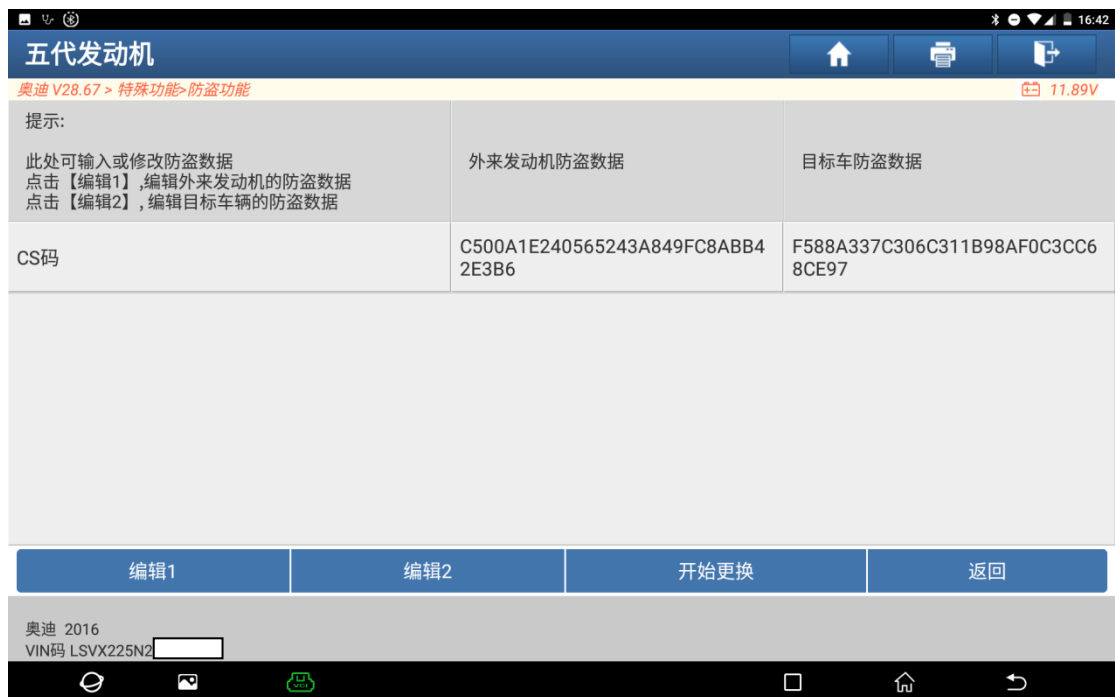 16:42
五代发动机
奥迪 V28.67 > 特殊功能>防盗功能
11.89V
提示:
此处可输入或修改防盗数据
点击【编辑1】,编辑外来发动机的防盗数据
点击【编辑2】, 编辑目标车辆的防盗数据
外来发动机防盗数据
目标车防盗数据
CS码
C500A1E240565243A849FC8ABB4
2E3B6
F588A337C306C311B98AF0C3CC6
8CE97
编辑1
编辑2
开始更换
返回
奥迪 2016
VIN码 LSVX225N2
VCI